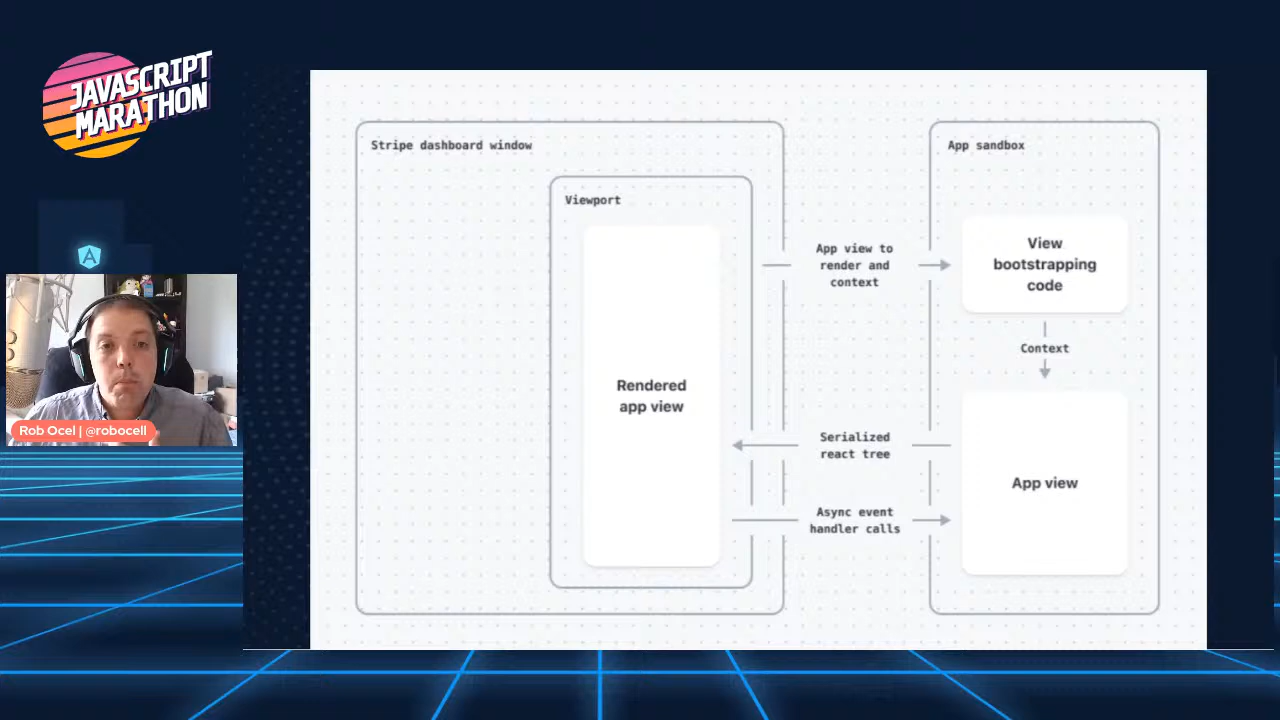 JAVASCRIPT
MARATHON
Rob Ocel | @robocell
Stripe dashboard window
Viewport
Rendered
app view
App view to
render and
context
Serialized
react tree
Async event
handler calls
App sandbox
View
bootstrapping
code
Context
App view